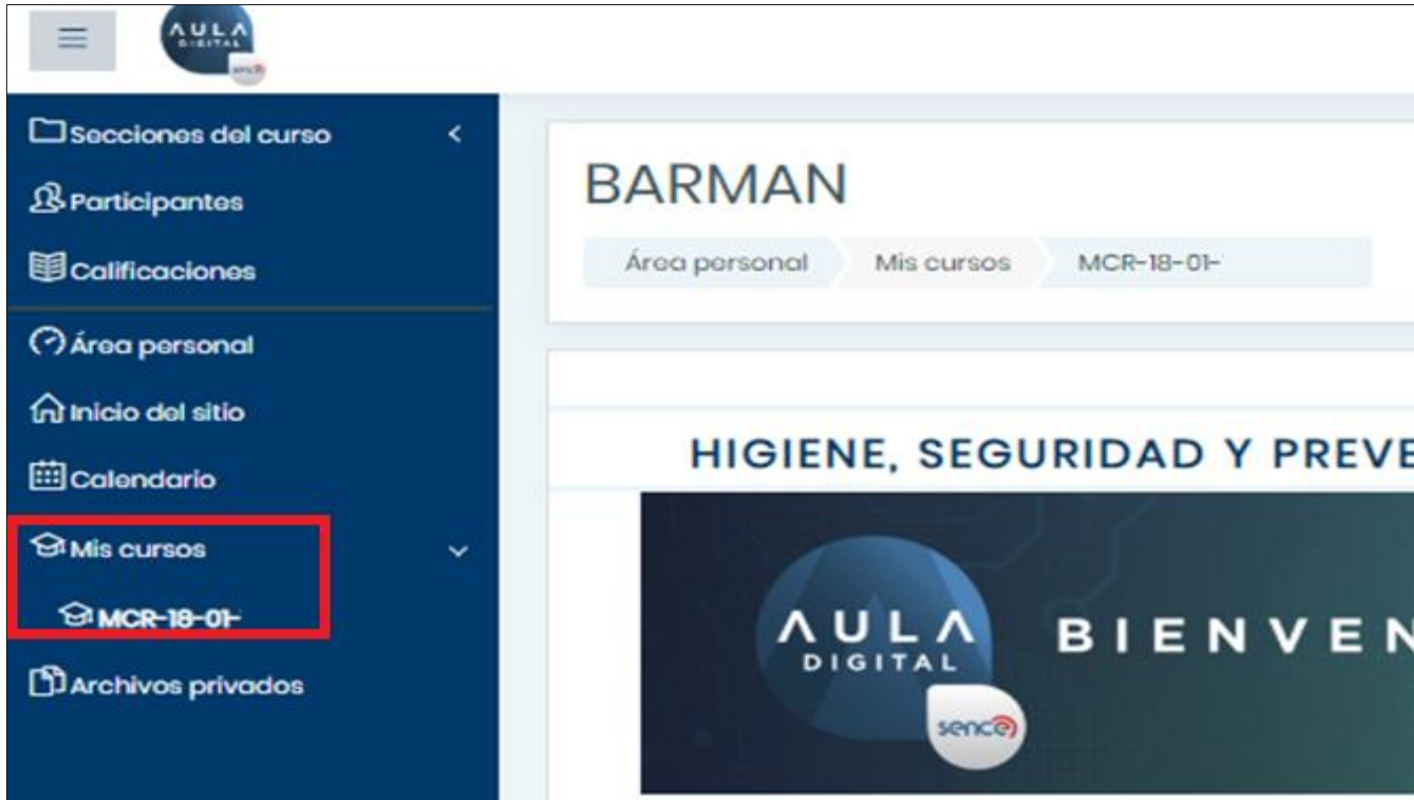 AULA
DIGITAL
sence
Secciones del curso
Participantes
Calificaciones
Área personal
Inicio del sitio
Calendario
Mis cursos
MCR-18-01-
Archivos privados
BARMAN
Área personal Mis cursos MCR-18-01-
HIGIENE, SEGURIDAD Y PREVE
AULA
DIGITAL
sence
BIENVEN